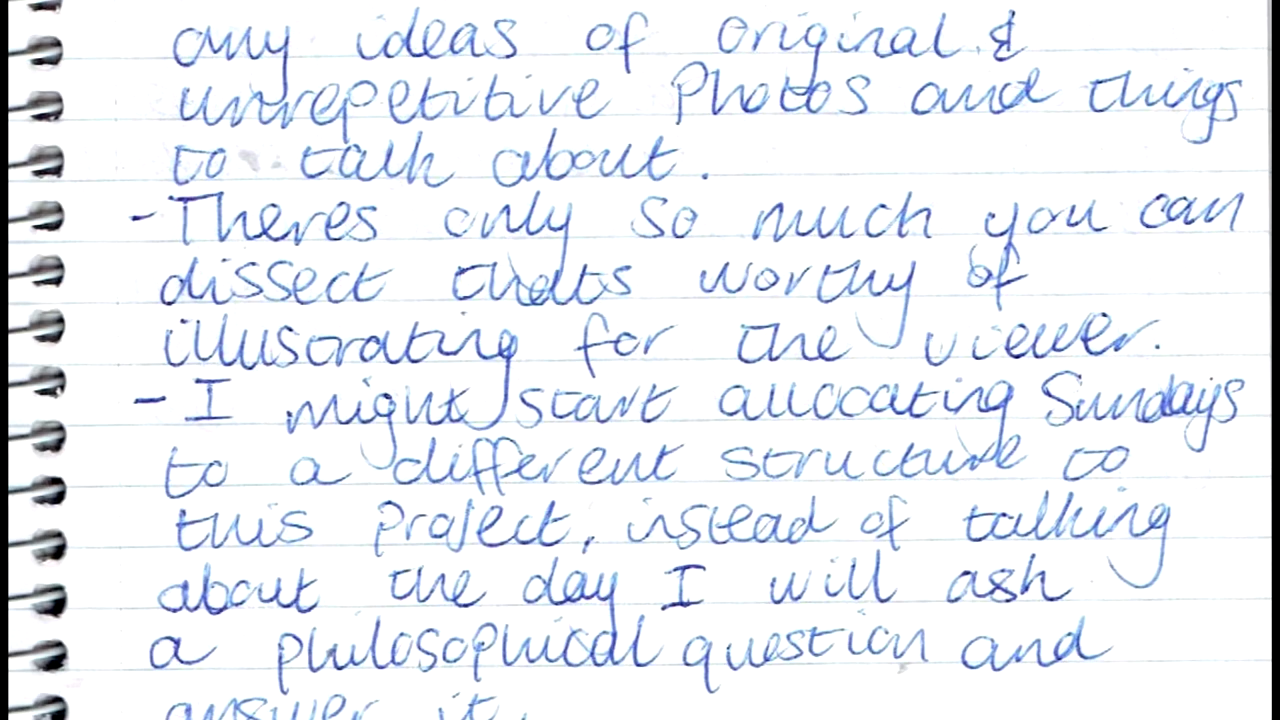 any ideas of original &
unrepetitive Photos and things
to talk about.
- Theres only so much you can
dissect thats worthy of
illustrating for the viewer.
- I might start allocating Sundays
to a different structure to
this project, instead of talking
about the day I will ask
a philosophical question and
answer it.